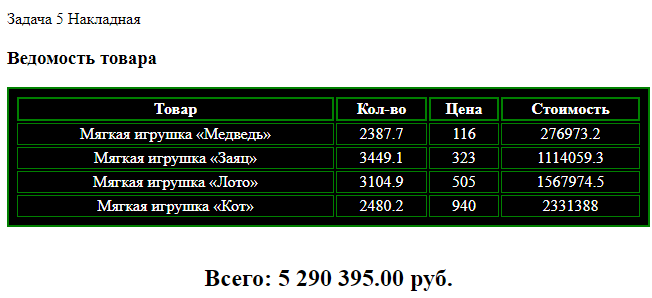 Задача 5 Накладная
Ведомость товара
Товар Кол-во Цена Стоимость
Мягкая игрушка «Медведь» 2387.7 116 276973.2
Мягкая игрушка «Заяц» 3449.1 323 1114059.3
Мягкая игрушка «Лото» 3104.9 505 1567974.5
Мягкая игрушка «Кот» 2480.2 940 2331388
Всего: 5 290 395.00 руб.